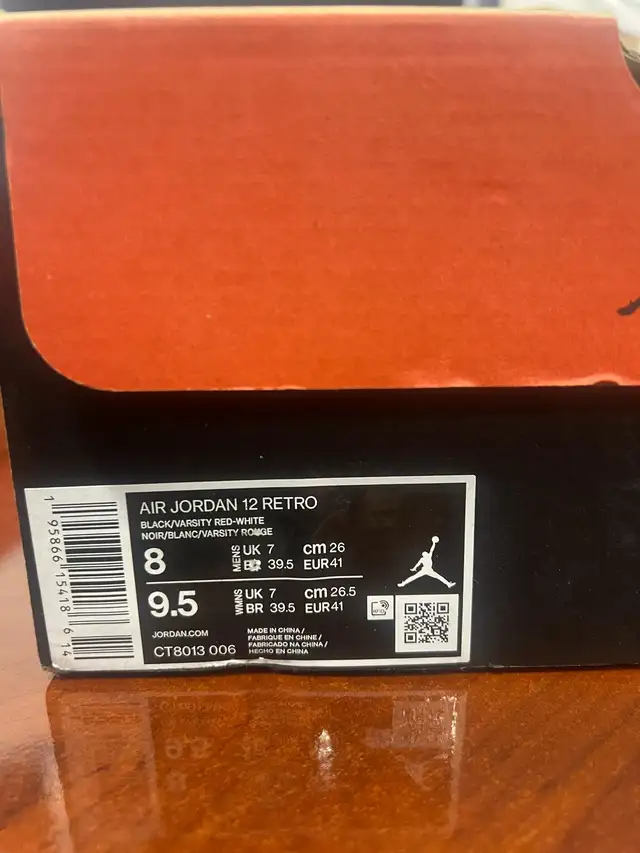 AIR JORDAN 12 RETRO
BLACK/VARSITY RED-WHITE
NOIR/BLANC/VARSITY ROUGE
8 MENS UK 7 cm 26
BR 39.5 EUR 41
9.5 WMNS UK 7 cm 26.5
BR 39.5 EUR 41
JORDAN.COM
CT8013 006
MADE IN CHINA /
FABRIQUE EN CHINE /
FABRICADO NA CHINA /
HECHO EN CHINA
RFID
1 95866 15418 6 14